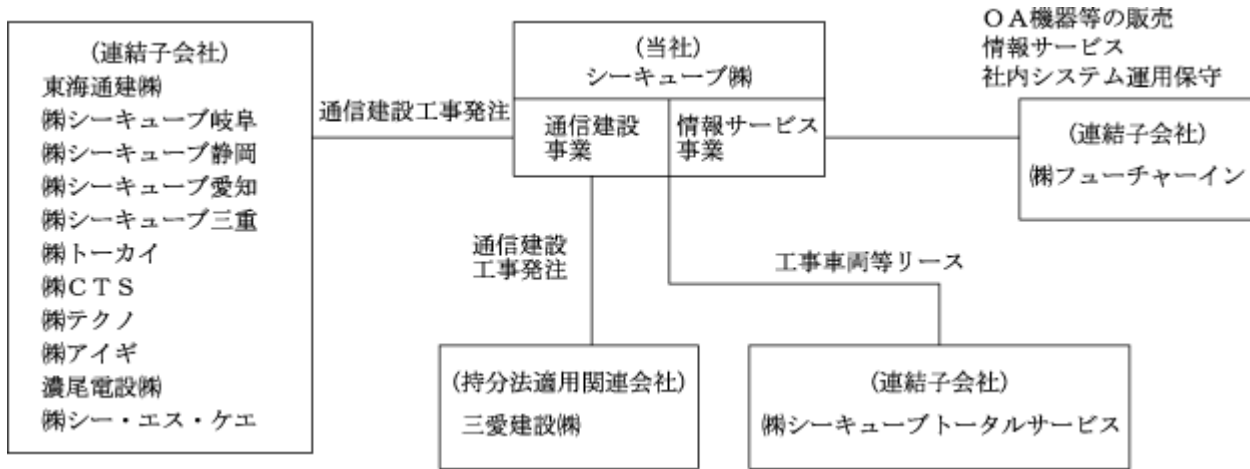 (連結子会社)
東海通建㈱
㈱シーキューブ岐阜
㈱シーキューブ静岡
㈱シーキューブ愛知
㈱シーキューブ三重
㈱トーカイ
㈱ＣＴＳ
㈱テクノ
㈱アイギ
濃尾電設㈱
㈱シー・エス・ケエ
通信建設工事発注
(当社)
シーキューブ㈱
通信建設
事業
情報サービス
事業
ＯＡ機器等の販売
情報サービス
社内システム運用保守
(連結子会社)
㈱フューチャーイン
通信建設
工事発注
工事車両等リース
(持分法適用関連会社)
三愛建設㈱
(連結子会社)
㈱シーキューブトータルサービス